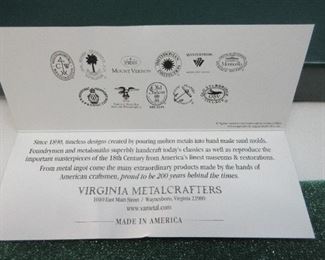 MOUNT VERNON
Since 1890, timeless designs created by pouring molten metals into hand made sand molds.
Foundrymen and metalsmiths superbly handcraft today's classics as well as reproduce the
important masterpieces of the 18th Century from America's finest museums & restorations.
From metal ingot come the many extraordinary products made by the hands of
American craftsmen, proud to be 200 years behind the times.
VIRGINIA METALCRAFTERS
1010 East Main Street / Waynesboro, Virginia 22980
www.vametal.com
MADE IN AMERICA